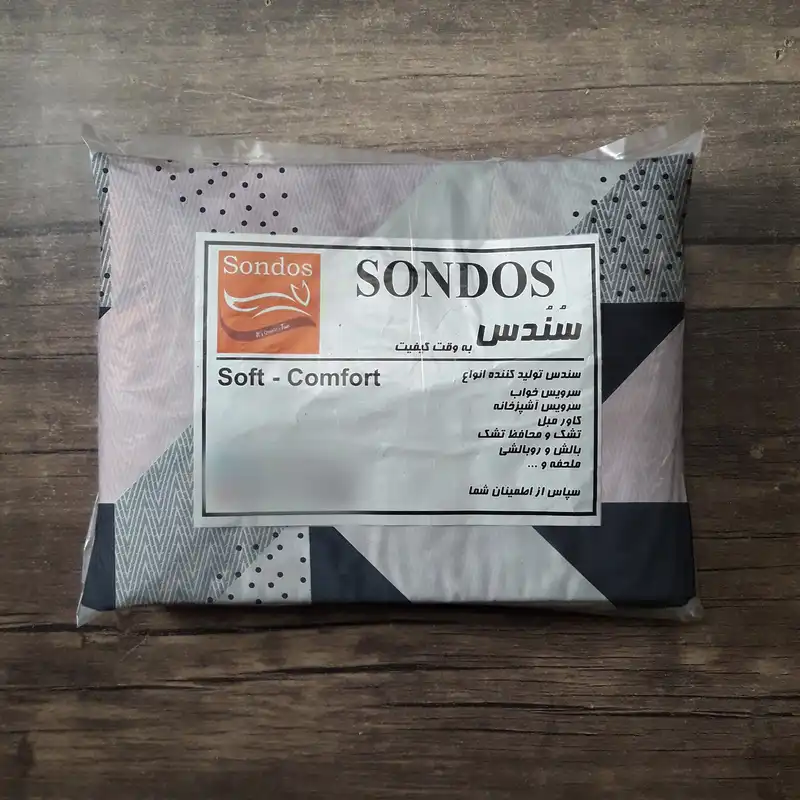 Sondos
SONDOS
سُندُس
به وقت کیفیت
Soft - Comfort
سندس تولید کننده انواع
سرویس خواب
سرویس آشپزخانه
کاور مبل
تشک و محافظ تشک
بالش و روبالشی
ملحفه و ...
سپاس از اطمینان شما